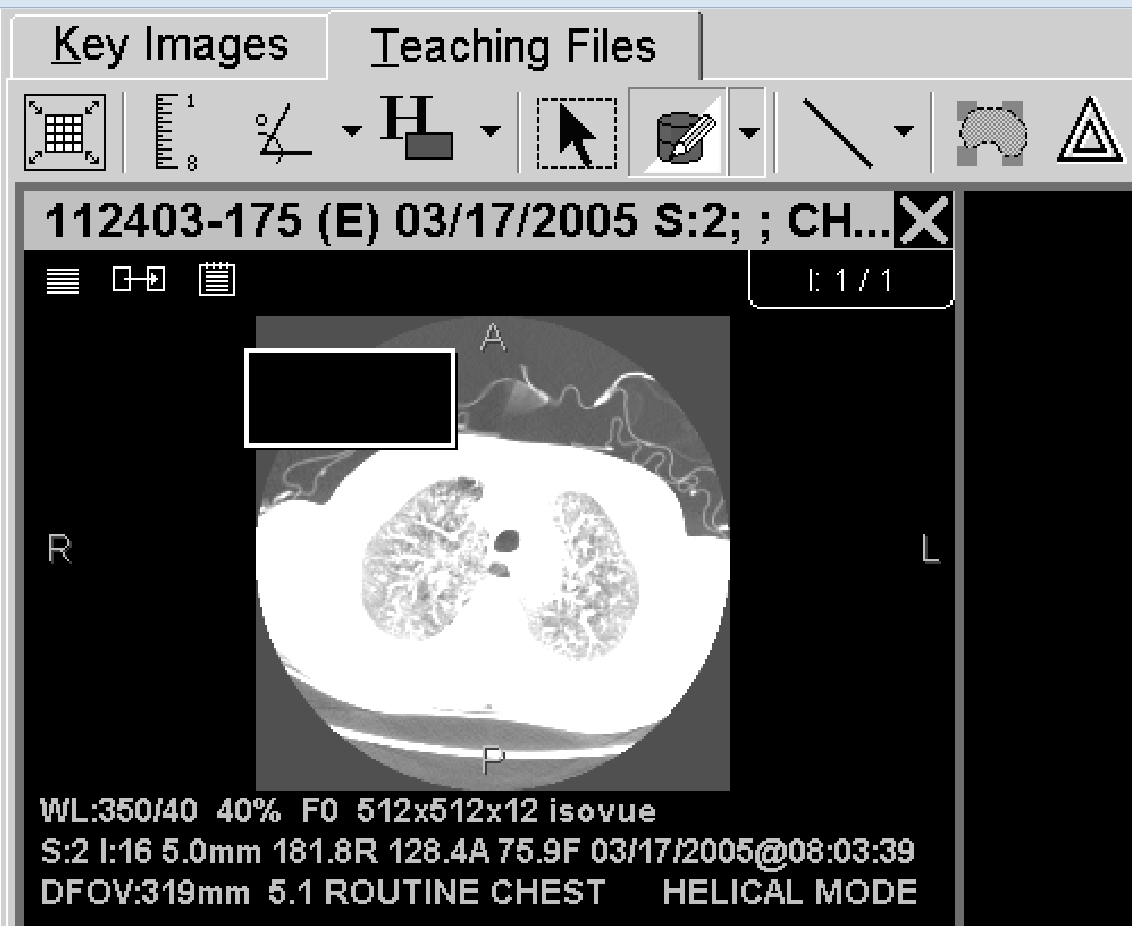 Key Images Teaching Files
1 8 H
112403-175 (E) 03/17/2005 S:2; ; CH...
I: 1 / 1
A
R L
P
WL:350/40 40% F0 512x512x12 isovue
S:2 I:16 5.0mm 181.8R 128.4A 75.9F 03/17/2005@08:03:39
DFOV:319mm 5.1 ROUTINE CHEST HELICAL MODE